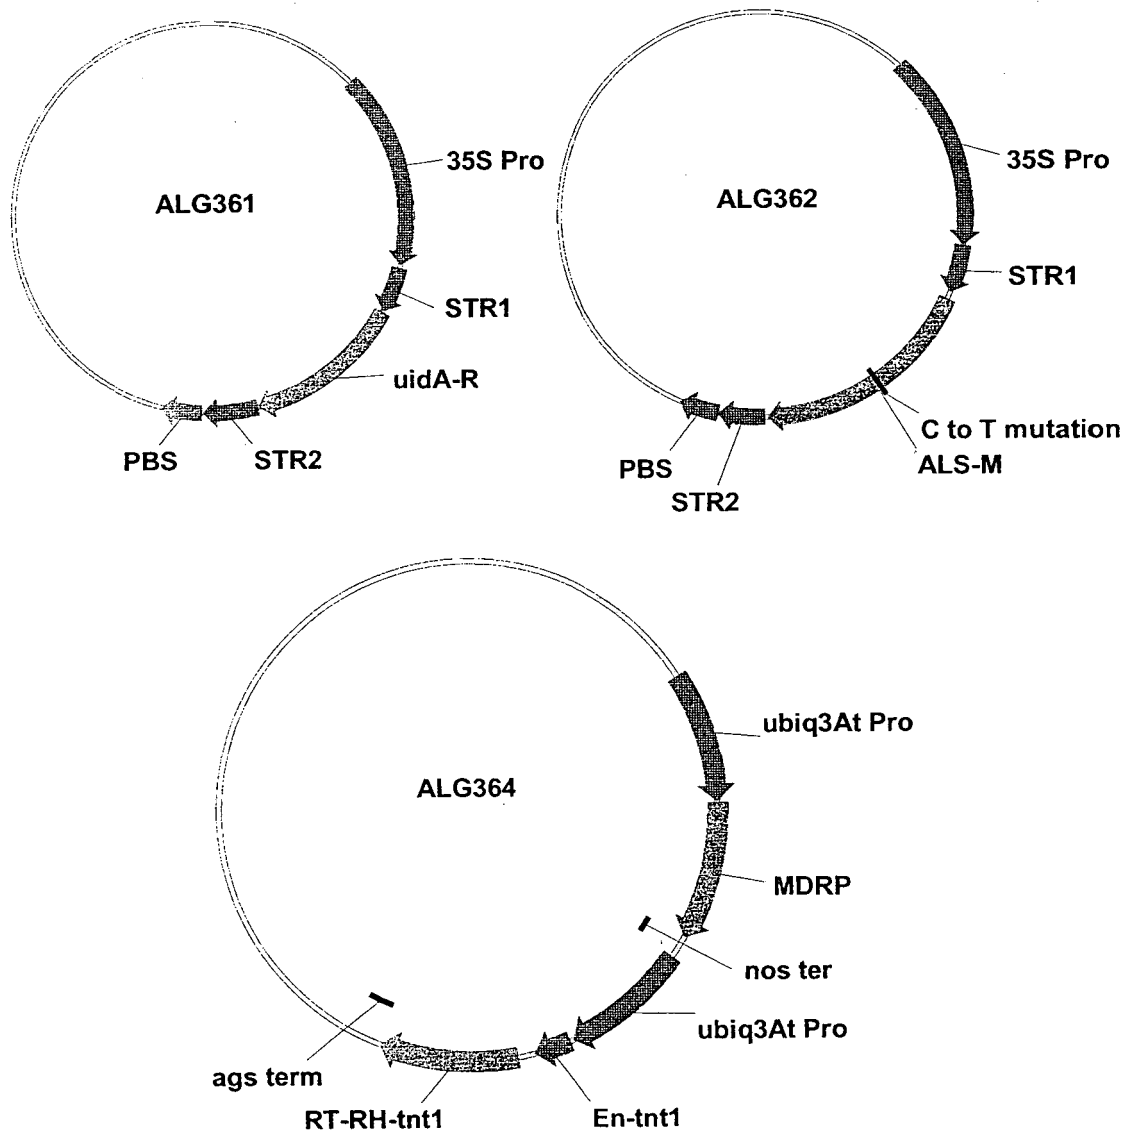 ALG361
35S Pro
STR1
uidA-R
STR2
PBS
ALG362
35S Pro
STR1
C to T mutation
ALS-M
PBS
STR2
ALG364
ubiq3At Pro
MDRP
nos ter
ubiq3At Pro
ags term
RT-RH-tnt1
En-tnt1